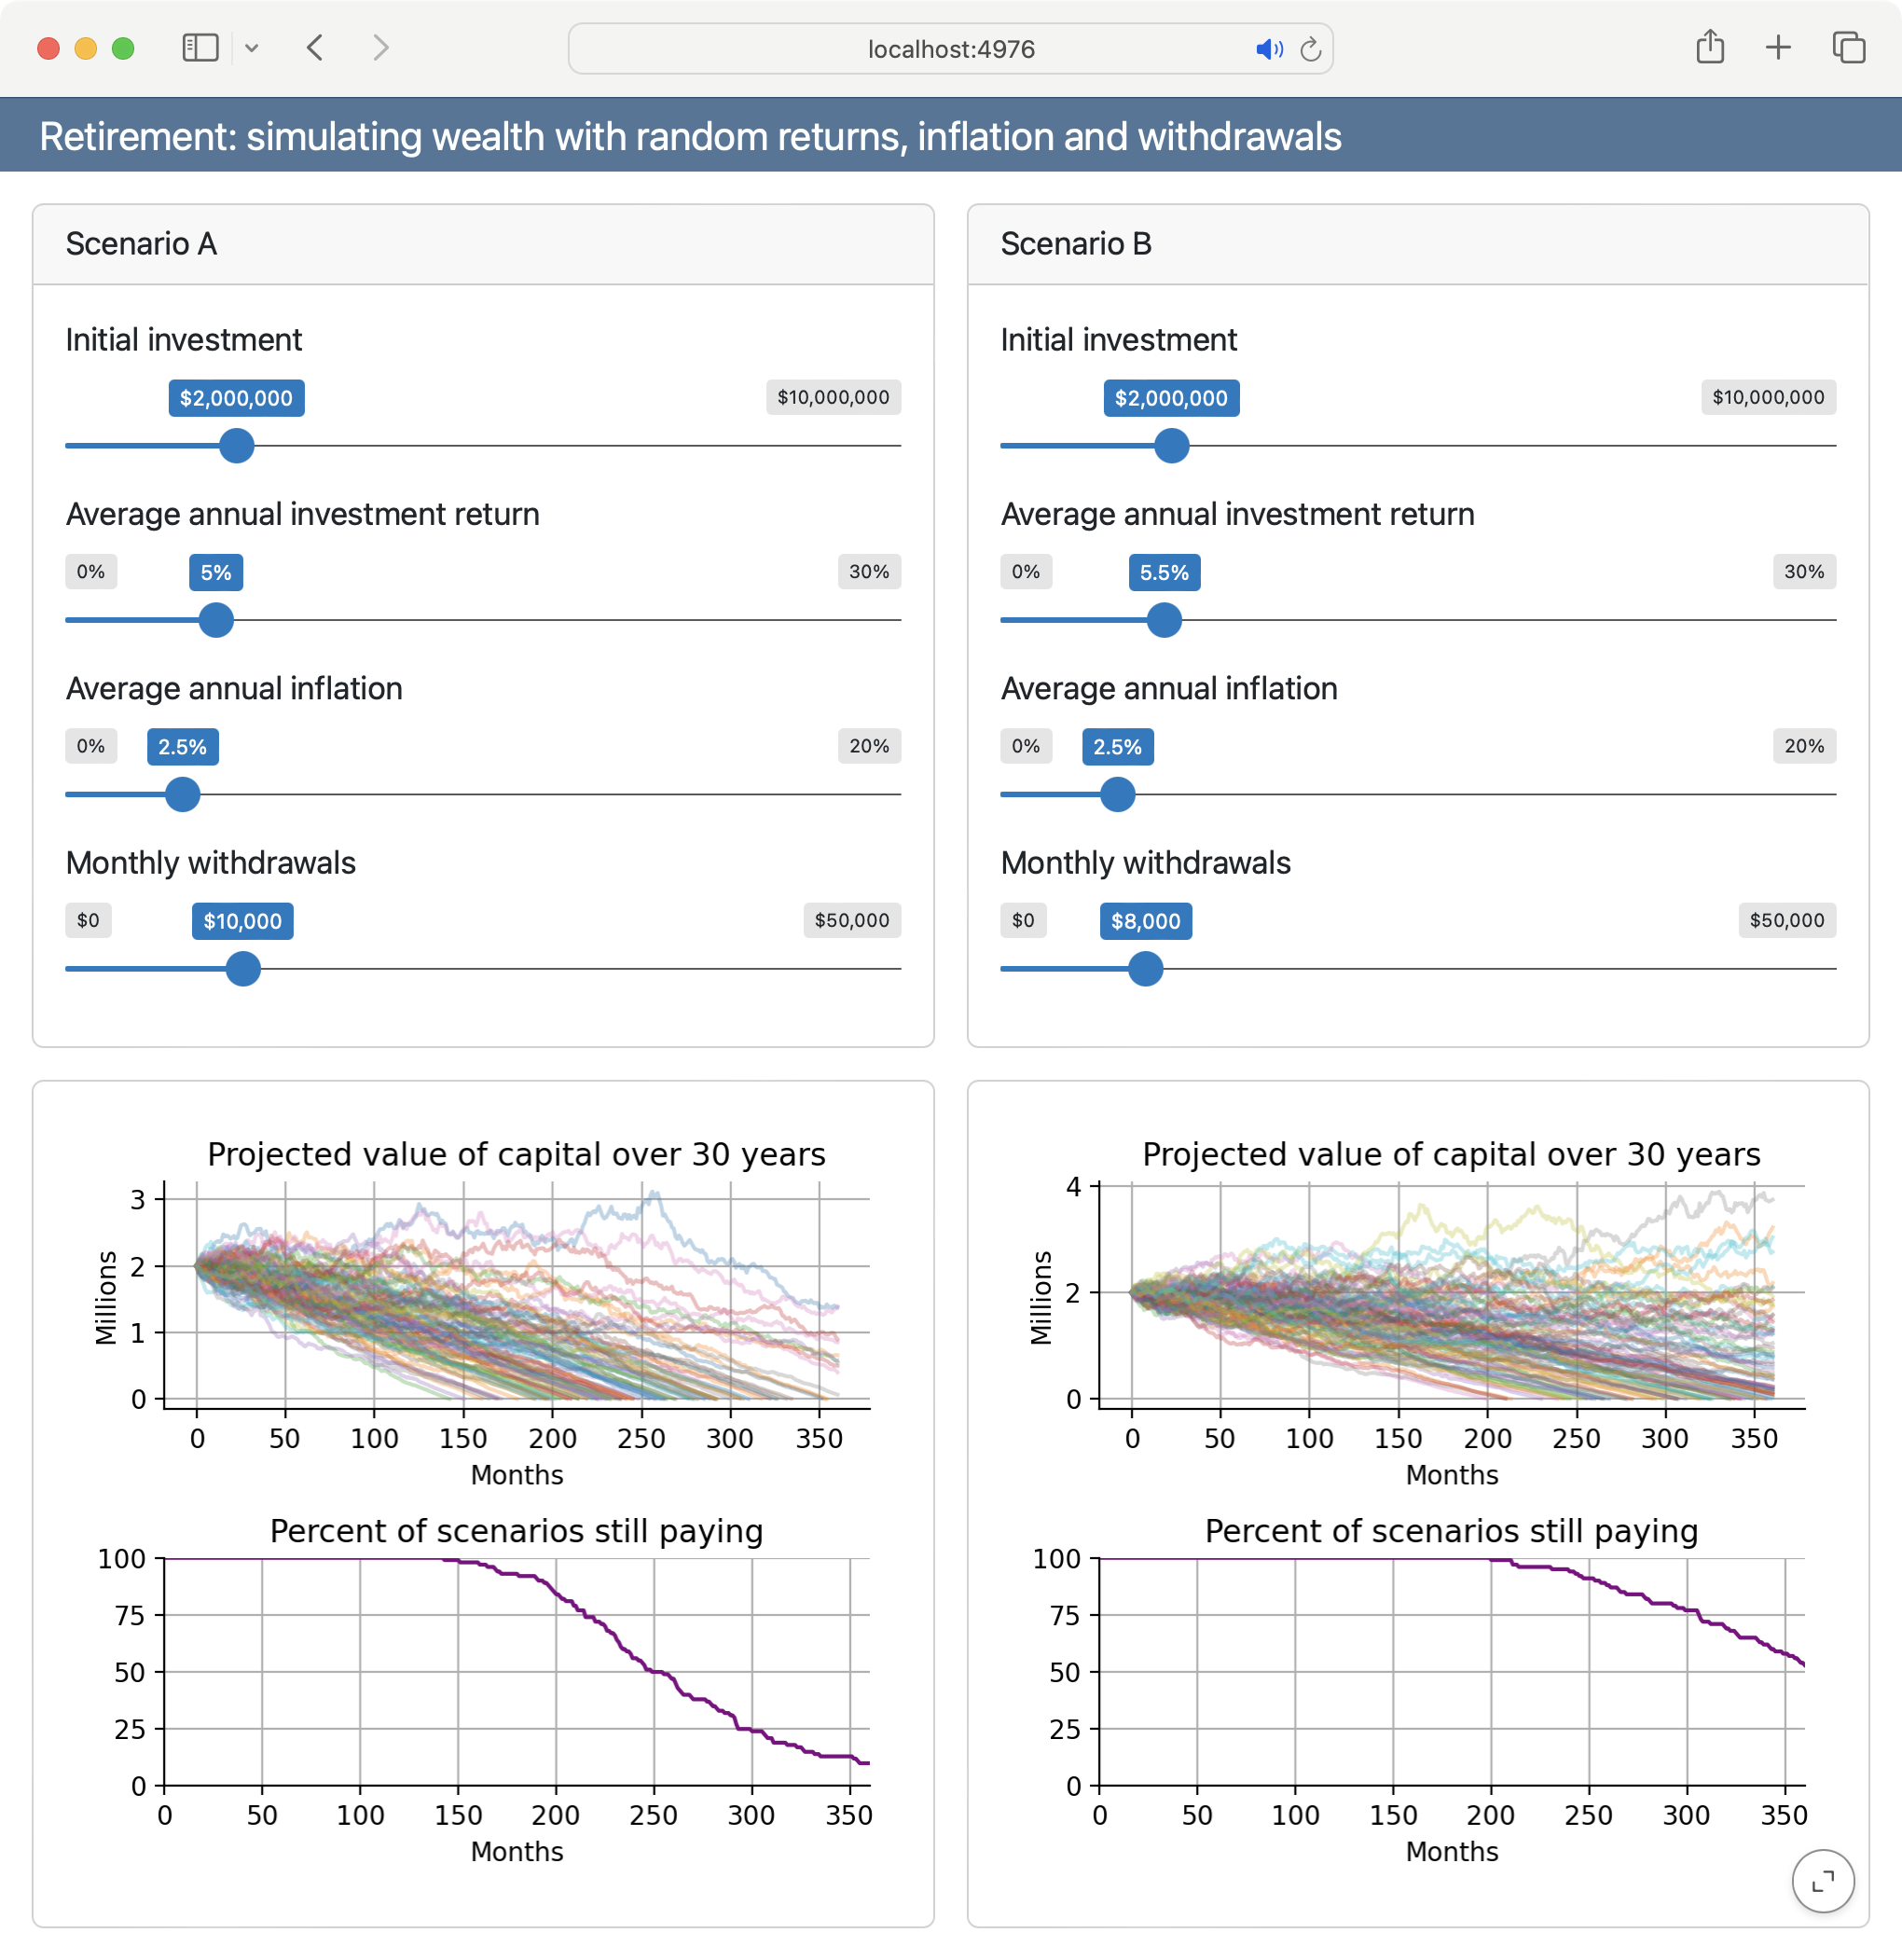 localhost:4976
Retirement: simulating wealth with random returns, inflation and withdrawals
Scenario A
Initial investment
$2,000,000 $10,000,000
Average annual investment return
0% 5% 30%
Average annual inflation
0% 2.5% 20%
Monthly withdrawals
$0 $10,000 $50,000
Scenario B
Initial investment
$2,000,000 $10,000,000
Average annual investment return
0% 5.5% 30%
Average annual inflation
0% 2.5% 20%
Monthly withdrawals
$0 $8,000 $50,000
Projected value of capital over 30 years
Millions
3
2
1
0
0 50 100 150 200 250 300 350
Months
Percent of scenarios still paying
100
75
50
25
0
0 50 100 150 200 250 300 350
Months
Projected value of capital over 30 years
Millions
4
2
0
0 50 100 150 200 250 300 350
Months
Percent of scenarios still paying
100
75
50
25
0
0 50 100 150 200 250 300 350
Months